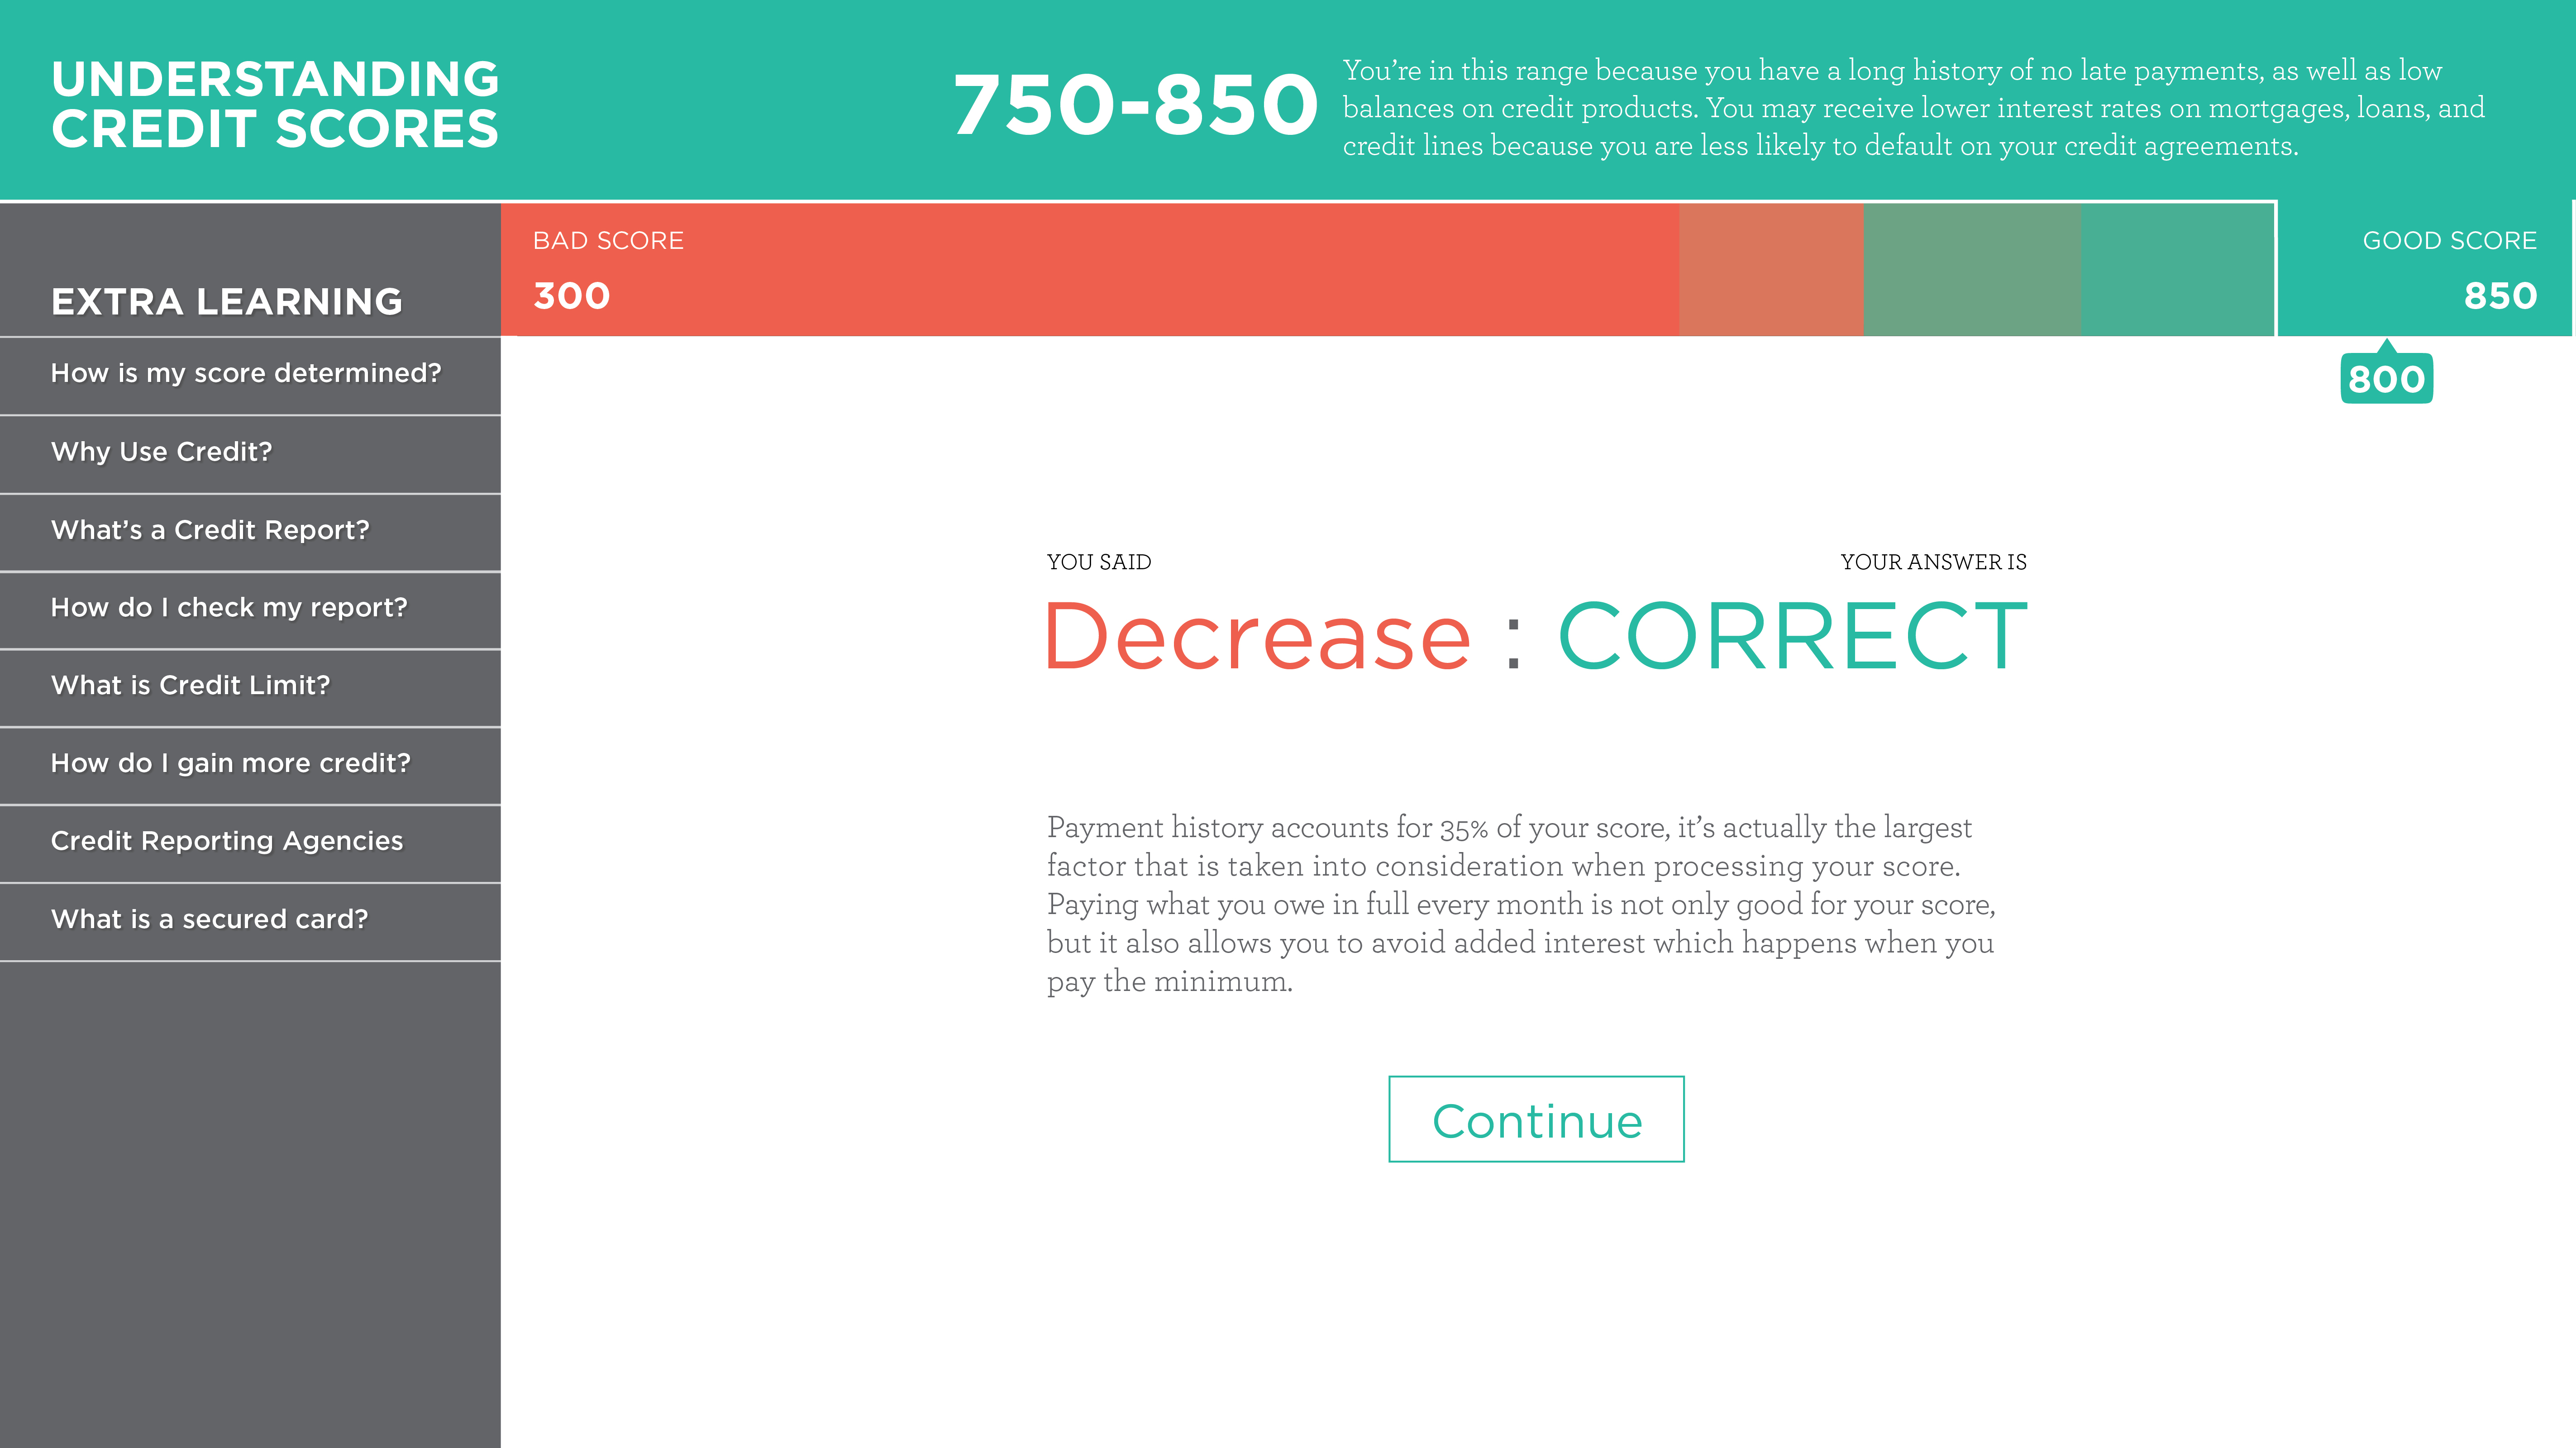 UNDERSTANDING
CREDIT SCORES
750-850
You’re in this range because you have a long history of no late payments, as well as low
balances on credit products. You may receive lower interest rates on mortgages, loans, and
credit lines because you are less likely to default on your credit agreements.
BAD SCORE
300
GOOD SCORE
850
800
EXTRA LEARNING
How is my score determined?
Why Use Credit?
What’s a Credit Report?
How do I check my report?
What is Credit Limit?
How do I gain more credit?
Credit Reporting Agencies
What is a secured card?
YOU SAID
YOUR ANSWER IS
Decrease : CORRECT
Payment history accounts for 35% of your score, it’s actually the largest
factor that is taken into consideration when processing your score.
Paying what you owe in full every month is not only good for your score,
but it also allows you to avoid added interest which happens when you
pay the minimum.
Continue